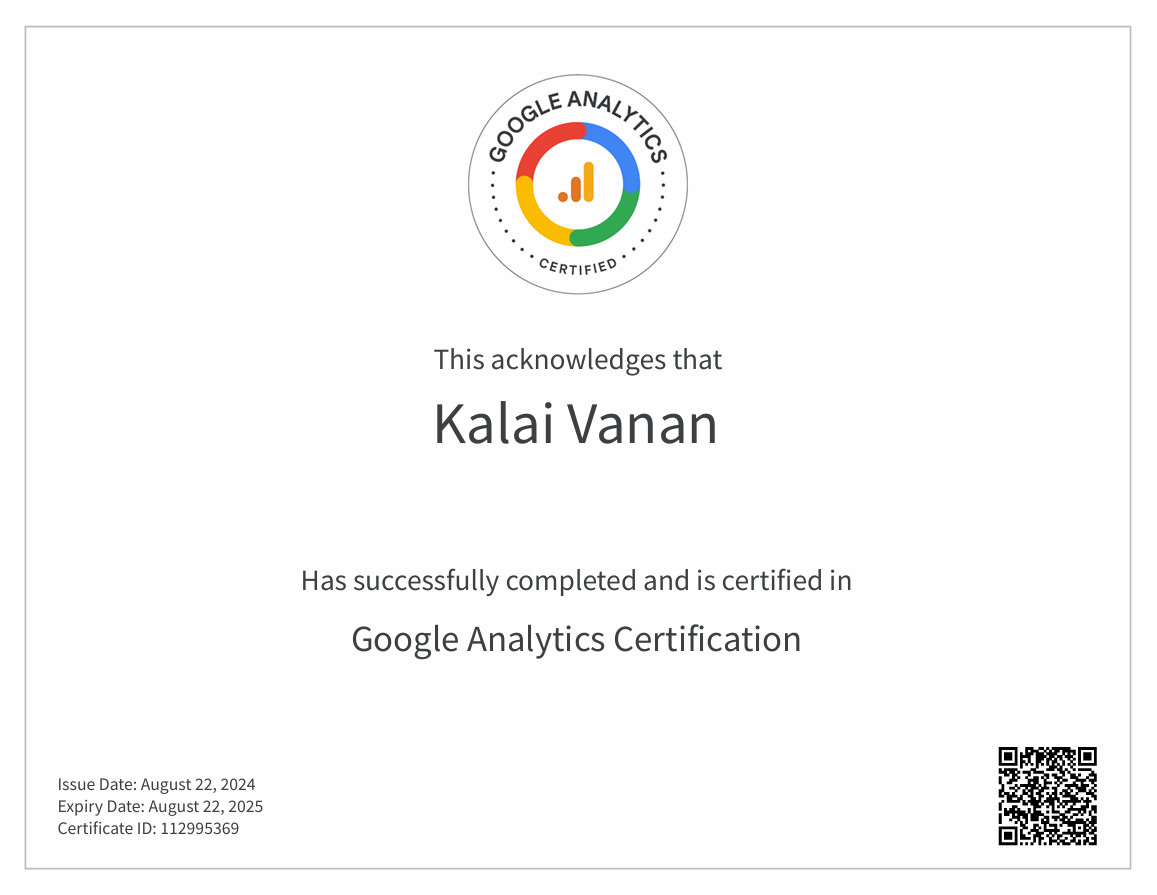 GOOGLE ANALYTICS
CERTIFIED
This acknowledges that
Kalai Vanan
Has successfully completed and is certified in
Google Analytics Certification
Issue Date: August 22, 2024
Expiry Date: August 22, 2025
Certificate ID: 112995369